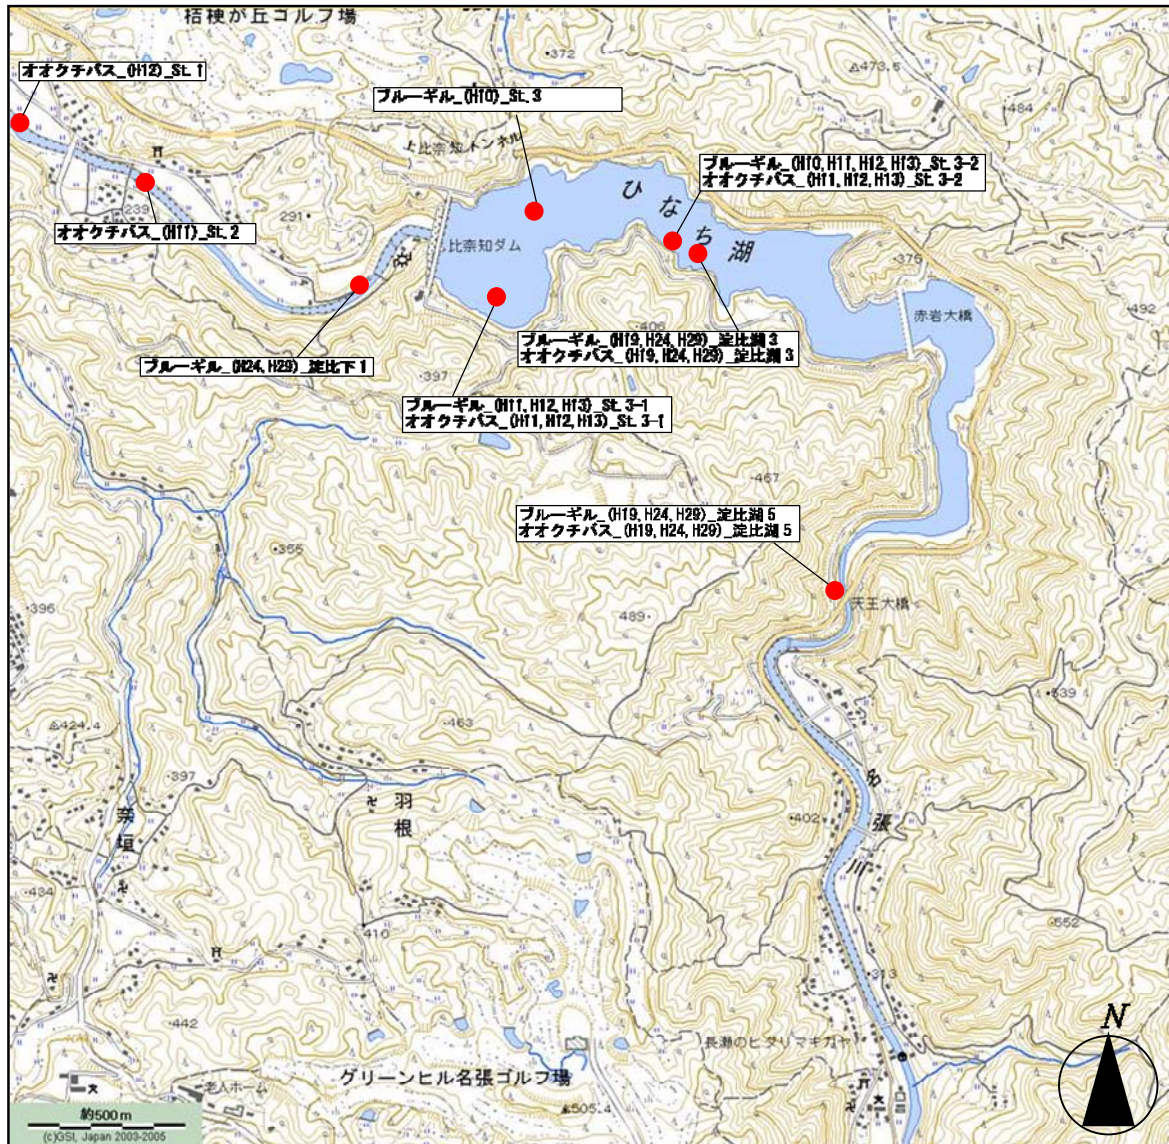 桔梗が丘ゴルフ場
・372
△473.5
オオクチバス_(H12)_St.1
ブルーギル_(H10)_St.3
・484
上比奈知トンネル
ブルーギル_(H10, H11, H12, H13)_St.3-2
オオクチバス_(H11, H12, H13)_St.3-2
ひなち湖
239
291・
オオクチバス_(H11)_St.2
比奈知ダム
・375
・492
赤岩大橋
・406
ブルーギル_(H19, H24, H29)_淀比湖3
オオクチバス_(H19, H24, H29)_淀比湖3
ブルーギル_(H24, H29)_淀比下1
・397
ブルーギル_(H11, H12, H13)_St.3-1
オオクチバス_(H11, H12, H13)_St.3-1
・467
ブルーギル_(H19, H24, H29)_淀比湖5
オオクチバス_(H19, H24, H29)_淀比湖5
・355
・396
489・
天王大橋
・539
△424.4
・463
・397
名張川
奈垣
羽根
・402
・434
410
・552
・313
・442
長瀬のヒダリマキガヤ
N
老人ホーム
グリーンヒル名張ゴルフ場
△505.4
約500m
(c)GSI, Japan 2003-2005